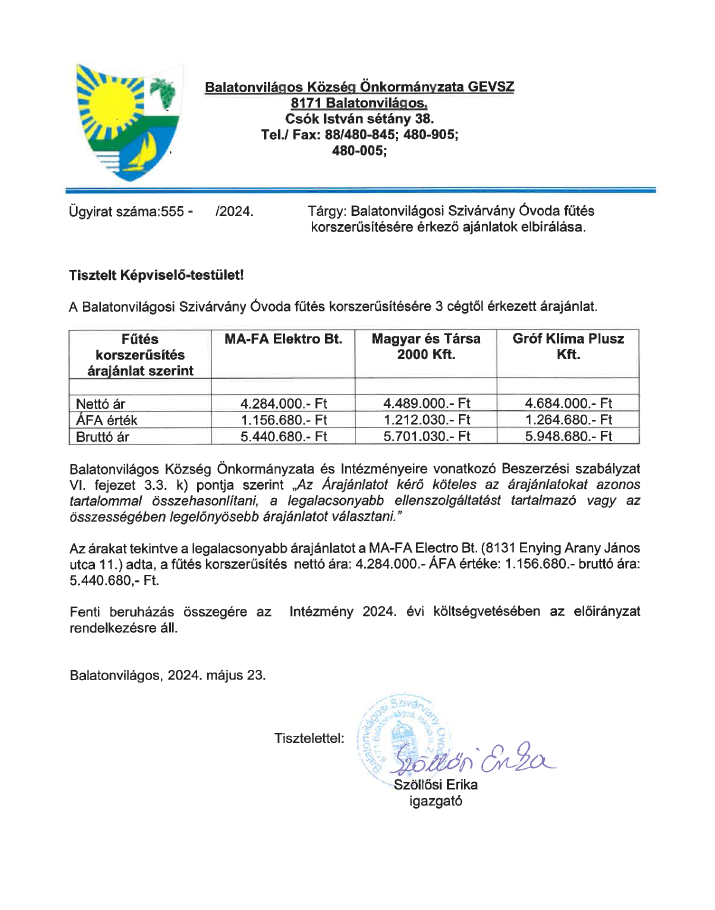 Balatonvilágos Község Önkormányzata GEVSZ
8171 Balatonvilágos,
Csók István sétány 38.
Tel./ Fax: 88/480-845; 480-905;
480-005;
Ügyirat száma:555 -      /2024.
Tárgy: Balatonvilágosi Szivárvány Óvoda fűtés
korszerűsítésére érkező ajánlatok elbírálása.
Tisztelt Képviselő-testület!
A Balatonvilágosi Szivárvány Óvoda fűtés korszerűsítésére 3 cégtől érkezett árajánlat.
Fűtés korszerűsítés árajánlat szerint | MA-FA Elektro Bt. | Magyar és Társa 2000 Kft. | Gróf Klíma Plusz Kft.
Nettó ár | 4.284.000.- Ft | 4.489.000.- Ft | 4.684.000.- Ft
ÁFA érték | 1.156.680.- Ft | 1.212.030.- Ft | 1.264.680.- Ft
Bruttó ár | 5.440.680.- Ft | 5.701.030.- Ft | 5.948.680.- Ft
Balatonvilágos Község Önkormányzata és Intézményeire vonatkozó Beszerzési szabályzat
VI. fejezet 3.3. k) pontja szerint „Az Árajánlatot kérő köteles az árajánlatokat azonos
tartalommal összehasonlítani, a legalacsonyabb ellenszolgáltatást tartalmazó vagy az
összességében legelőnyösebb árajánlatot választani."
Az árakat tekintve a legalacsonyabb árajánlatot a MA-FA Electro Bt. (8131 Enying Arany János
utca 11.) adta, a fűtés korszerűsítés nettó ára: 4.284.000.- ÁFA értéke: 1.156.680.- bruttó ára:
5.440.680,- Ft.
Fenti beruházás összegére az Intézmény 2024. évi költségvetésében az előirányzat
rendelkezésre áll.
Balatonvilágos, 2024. május 23.
Tisztelettel:
Balatonvilágosi Szivárvány Óvoda
Szöllősi Erika
Szöllősi Erika
igazgató